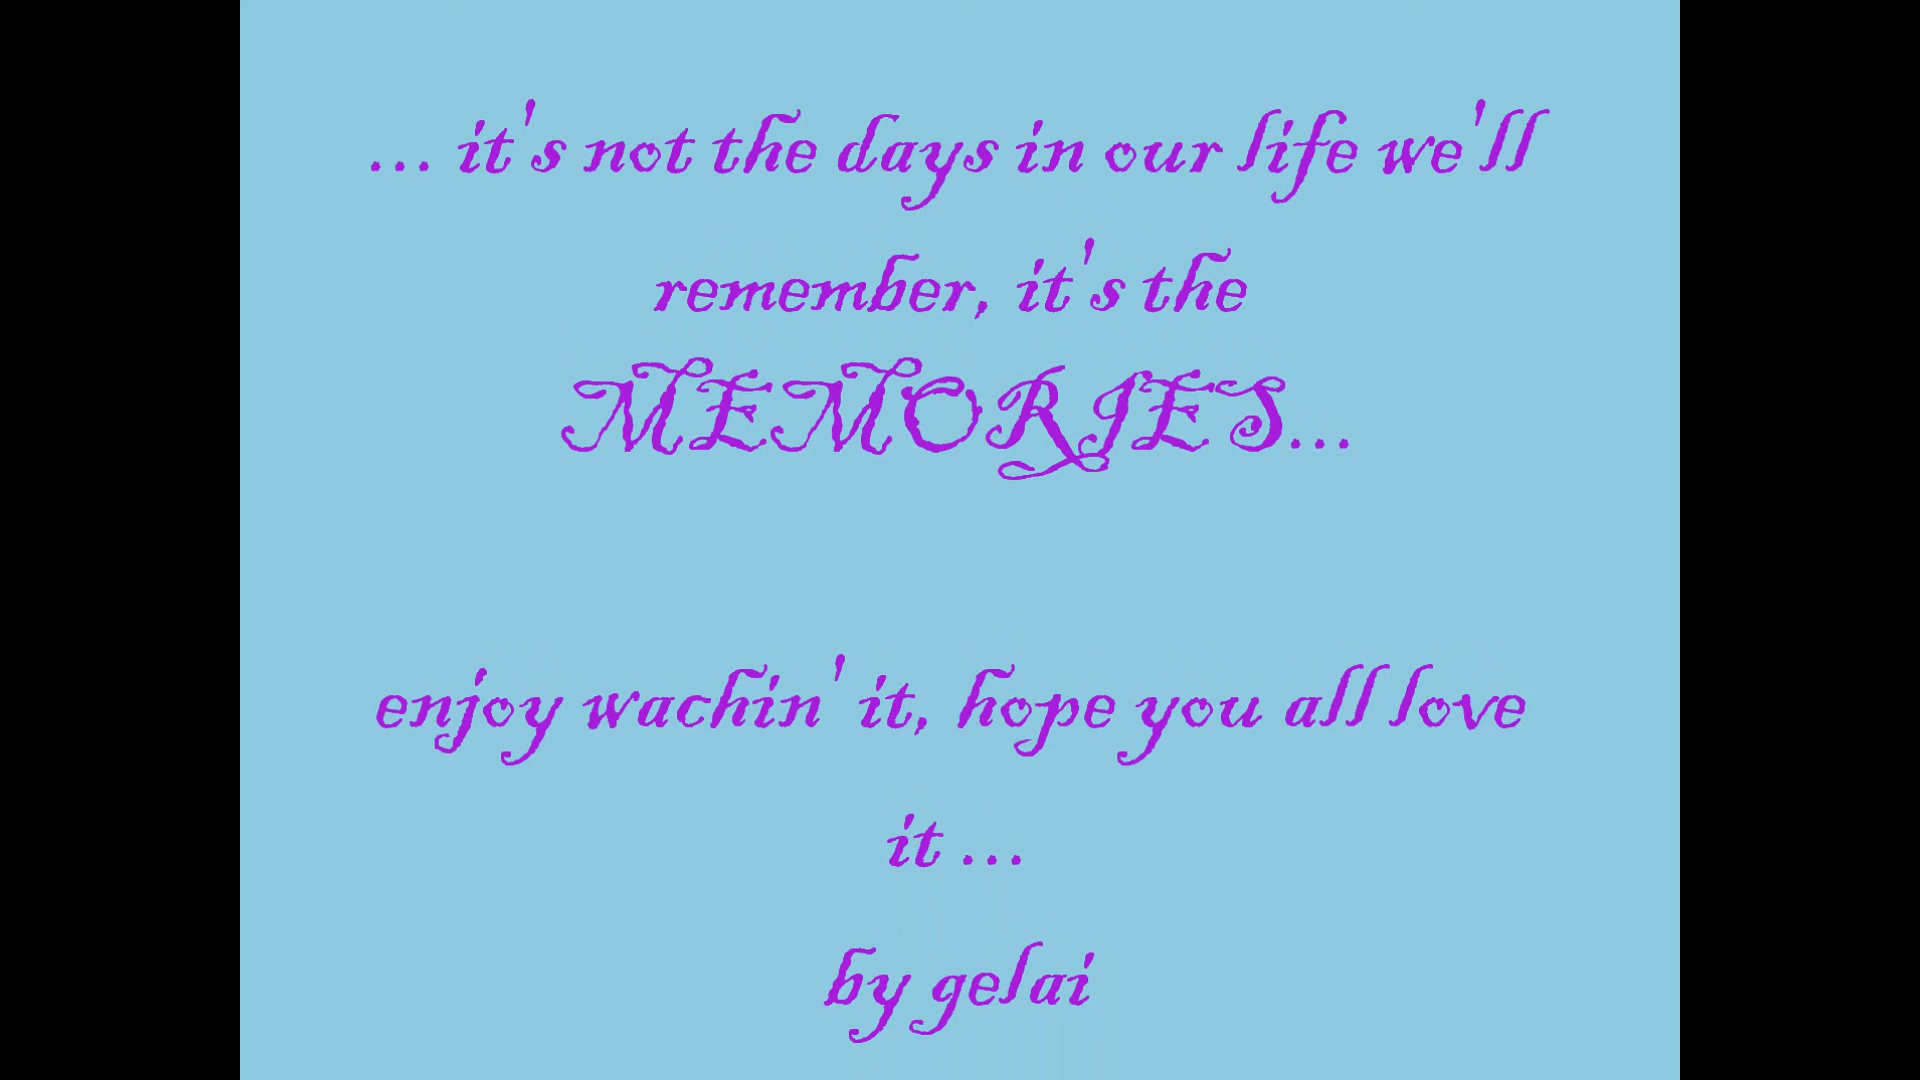 ... it's not the days in our life we'll
remember, it's the
MEMORIES...
enjoy wachin' it, hope you all love
it ...
by gelai